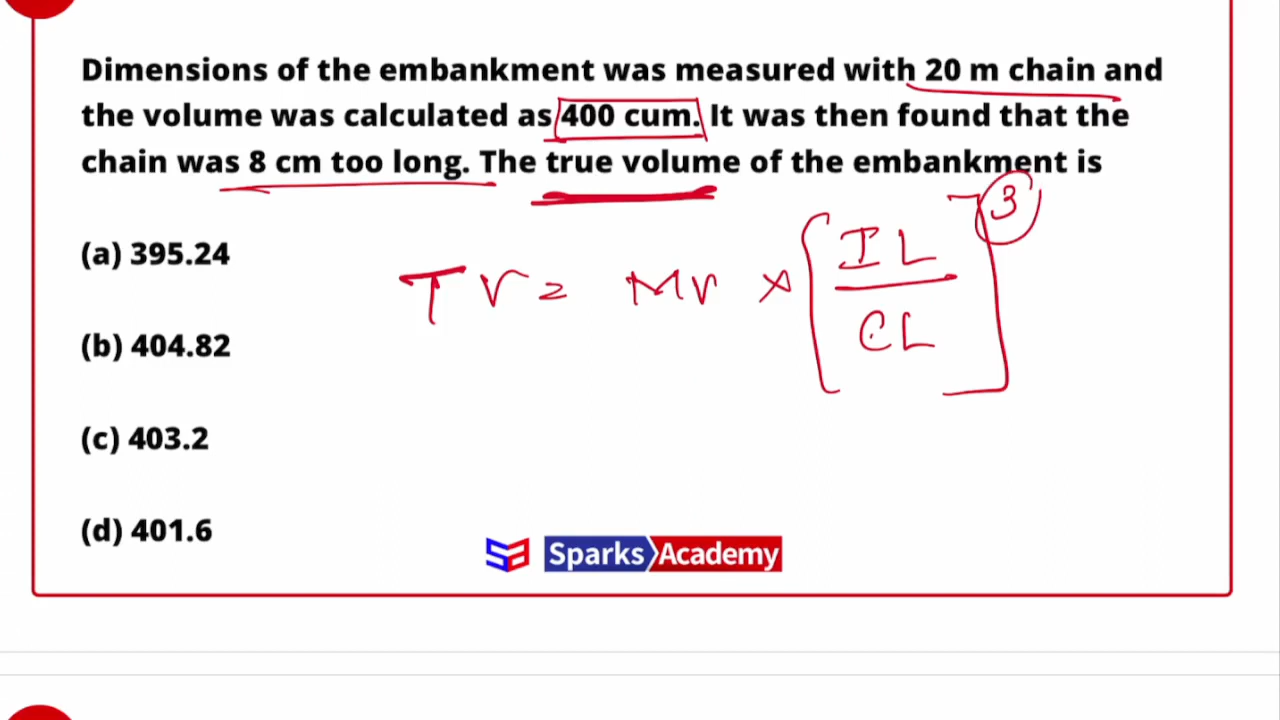 Dimensions of the embankment was measured with 20 m chain and
the volume was calculated as 400 cum. It was then found that the
chain was 8 cm too long. The true volume of the embankment is
(a) 395.24
(b) 404.82
(c) 403.2
(d) 401.6
TV = MV × [IL / CL]³
Sparks Academy